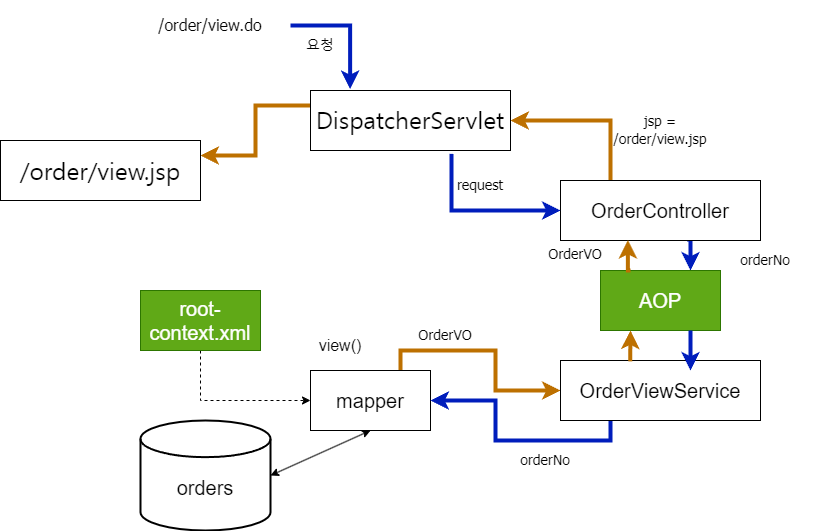 /order/view.do
요청
DispatcherServlet
jsp =
/order/view.jsp
/order/view.jsp
request
OrderController
OrderVO
orderNo
AOP
root-
context.xml
view()
OrderVO
mapper
OrderViewService
orderNo
orders